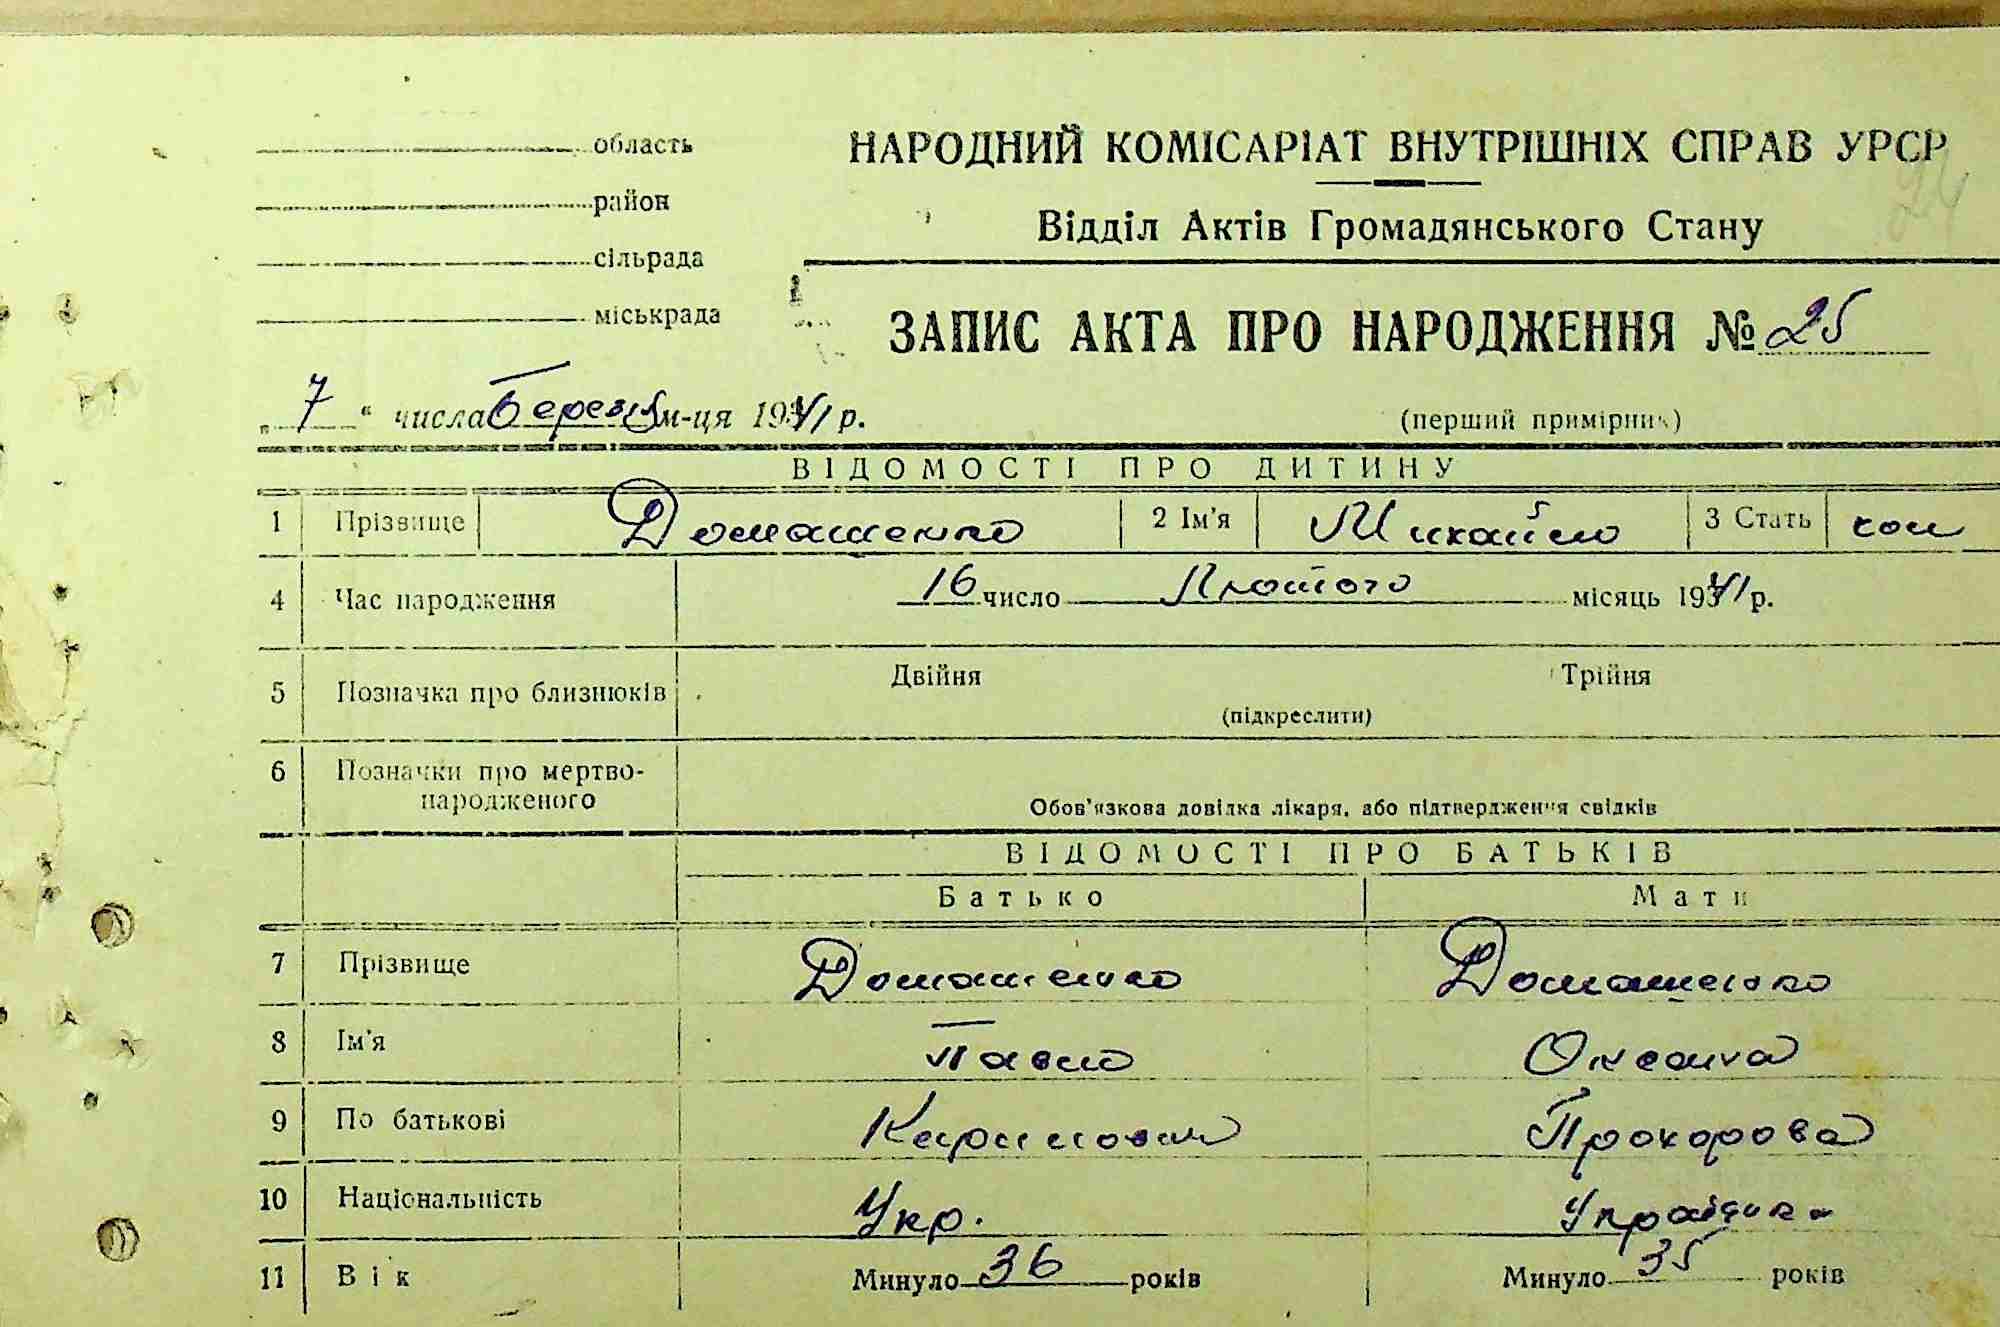 область
район
сільрада
міськрада
НАРОДНИЙ КОМІСАРІАТ ВНУТРІШНІХ СПРАВ УРСР
24
Відділ Актів Громадянського Стану
ЗАПИС АКТА ПРО НАРОДЖЕННЯ № 25
„ 7 “ числа Березня м-ця 1941 р.
(перший примірник)
ВІДОМОСТІ ПРО ДИТИНУ
1 Прізвище Домашенко 2 Ім'я Михайло 3 Стать чол
4 Час народження 16 число Лютого місяць 1941 р.
5 Позначка про близнюків Двійня Трійня
(підкреслити)
6 Позначки про мертво-
народженого
Обов'язкова довідка лікаря, або підтвердження свідків
ВІДОМОСТІ ПРО БАТЬКІВ
Батько Мати
7 Прізвище Домашенко Домашенко
8 Ім'я Павло Оксана
9 По батькові Кирилович Прохорова
10 Національність Укр. Українка
11 Вік Минуло 36 років Минуло 35 років